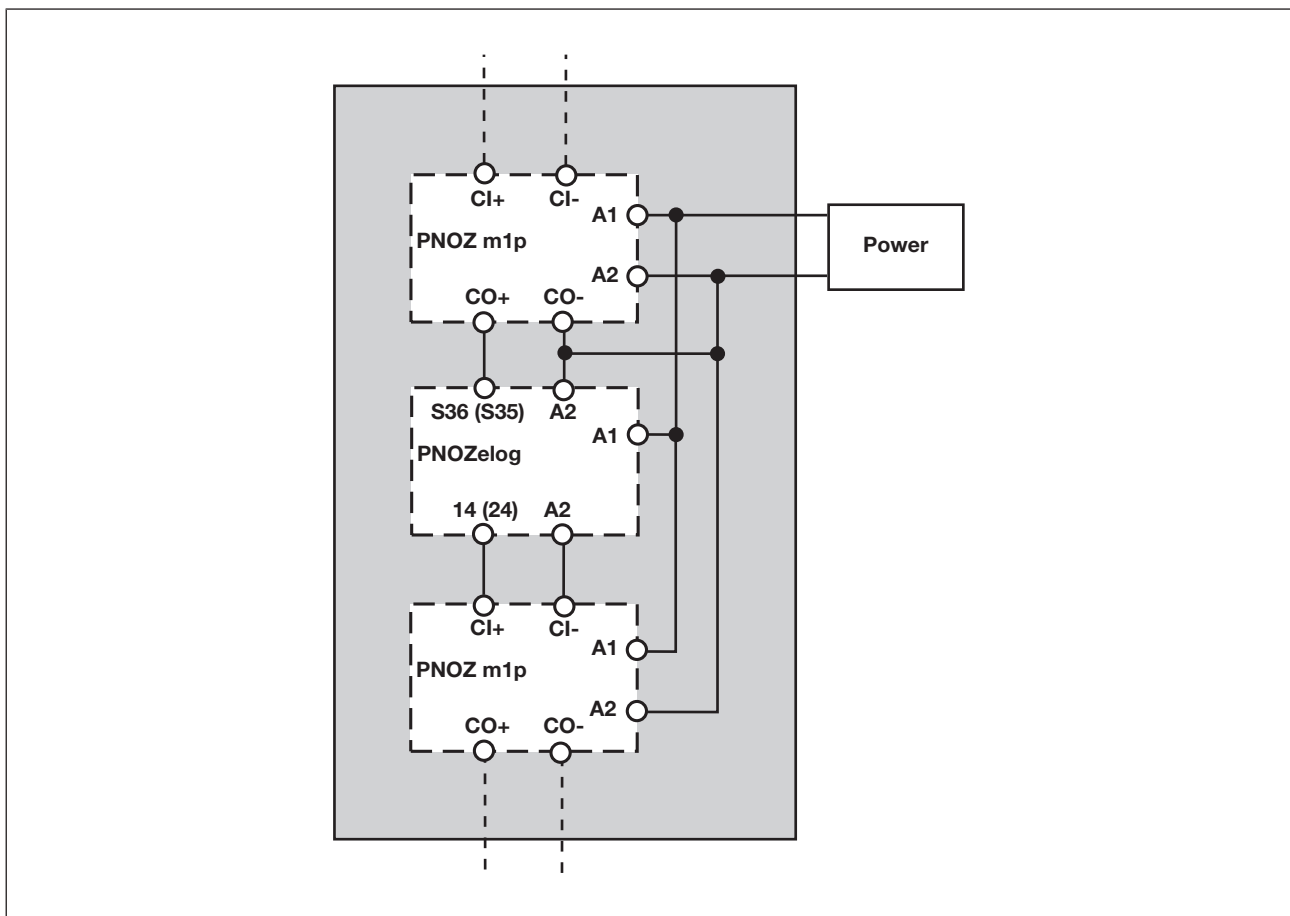 CI+ CI-
A1
PNOZ m1p
Power
A2
CO+ CO-
S36 (S35) A2
A1
PNOZelog
14 (24) A2
CI+ CI-
A1
PNOZ m1p
A2
CO+ CO-